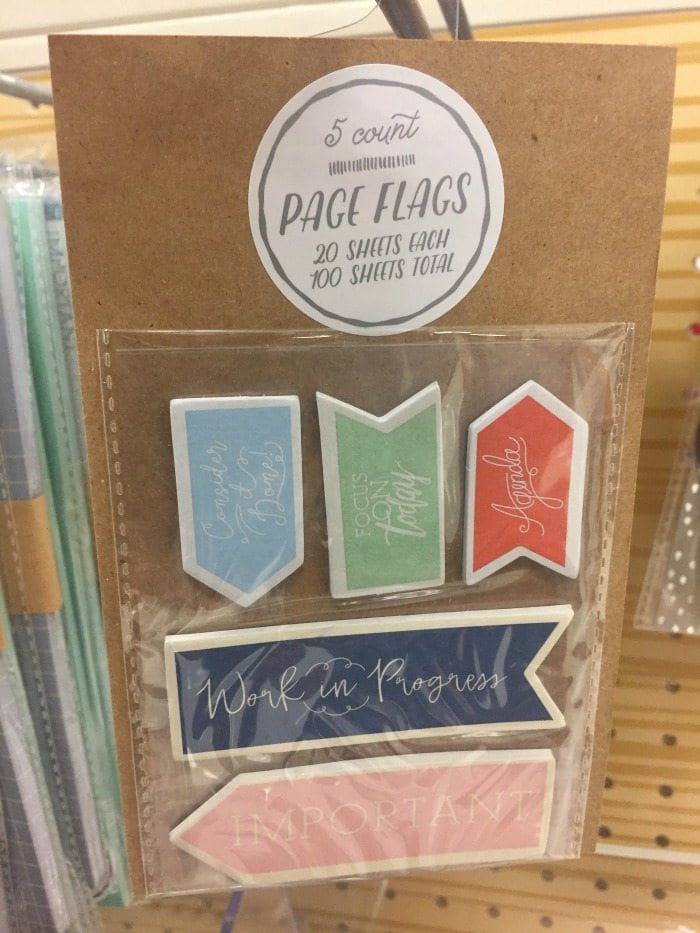 5 count
PAGE FLAGS
20 SHEETS EACH
100 SHEETS TOTAL
Consider
it
Done!
FOCUS
ON
today
Agenda
Work in Progress
IMPORTANT